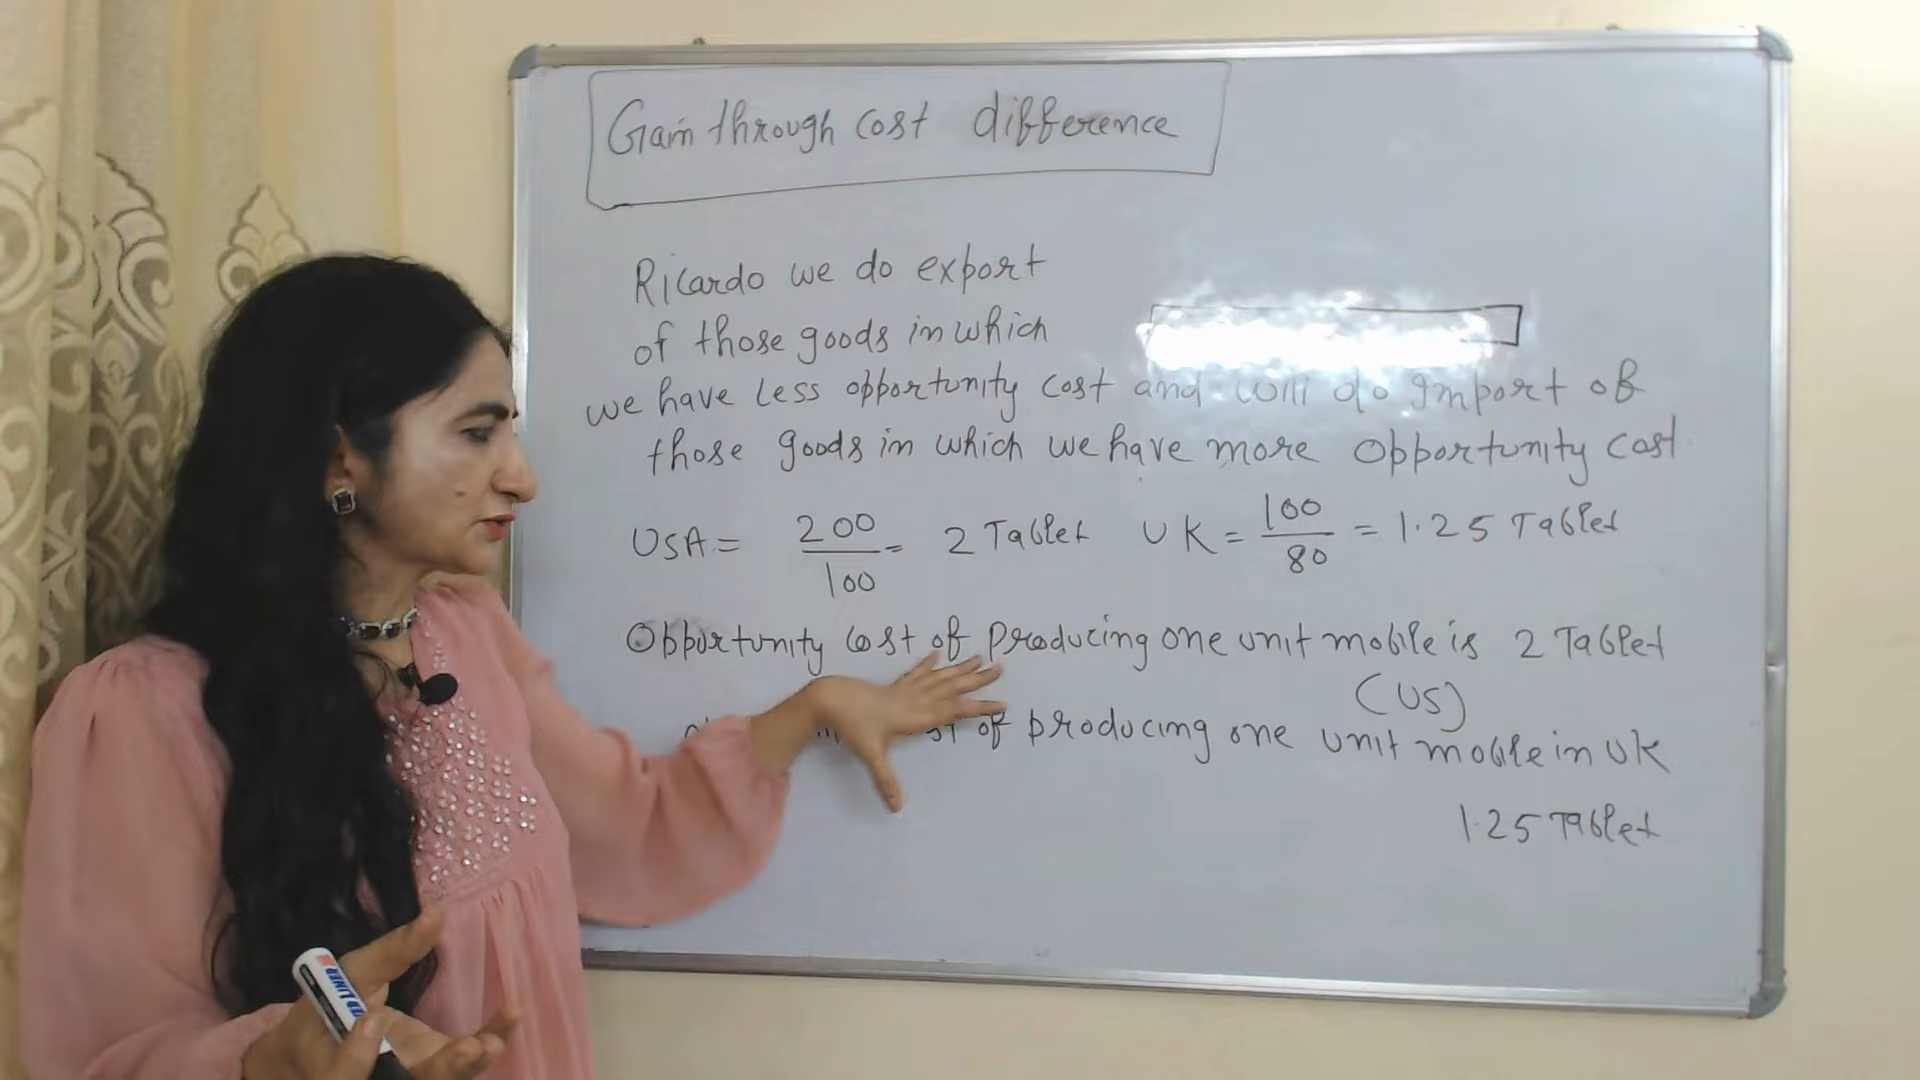 Gain through cost difference
Ricardo we do export
of those goods in which
we have less opportunity cost and will do import of
those goods in which we have more opportunity cost
USA = 200/100 = 2 Tablet UK = 100/80 = 1.25 Tablet
Opportunity cost of producing one unit mobile is 2 Tablet
(US)
of producing one unit mobile in UK
1.25 Tablet